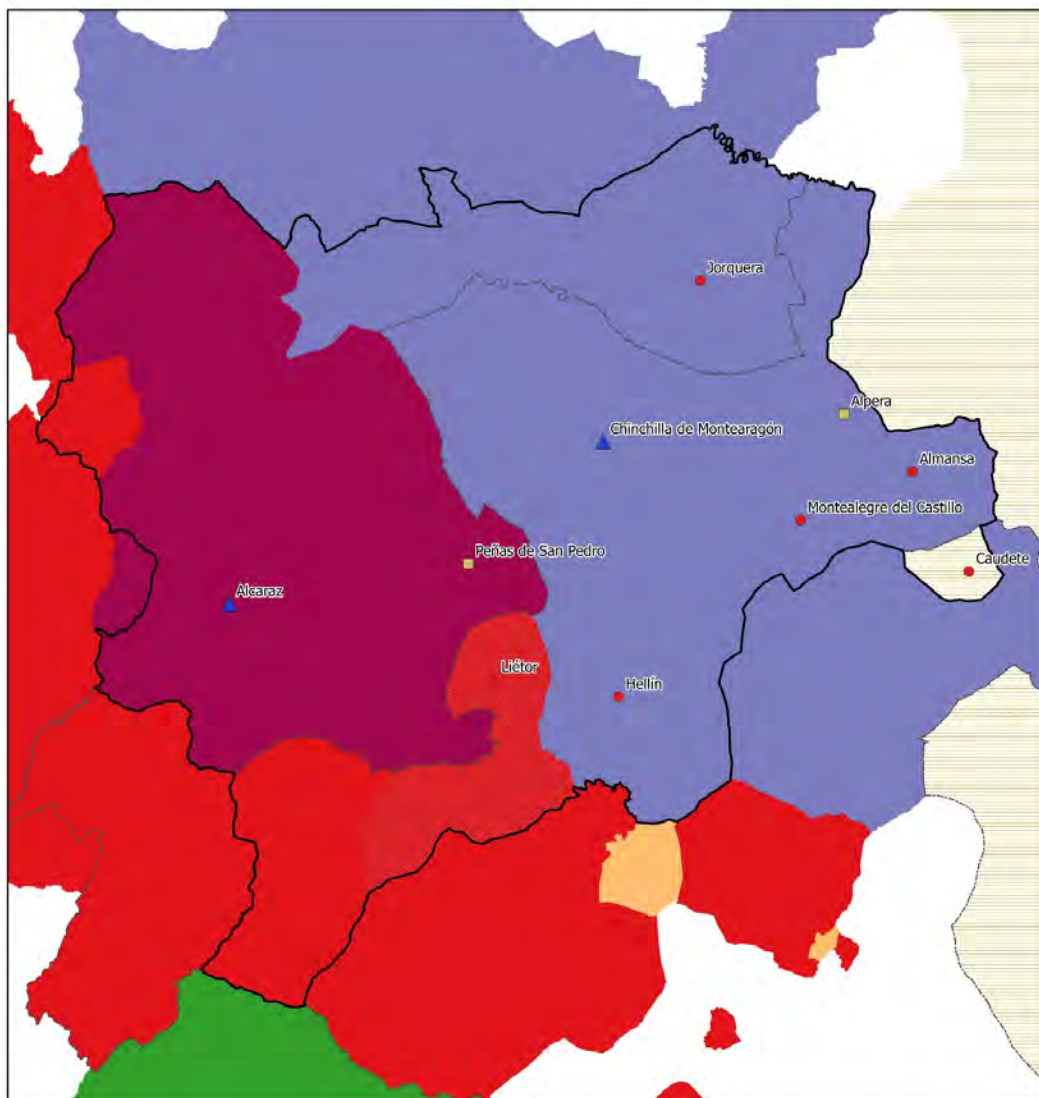 Jorquera
Alpera
Chinchilla de Montearagón
Almansa
Montealegre del Castillo
Peñas de San Pedro
Caudete
Alcaraz
Liétor
Hellín